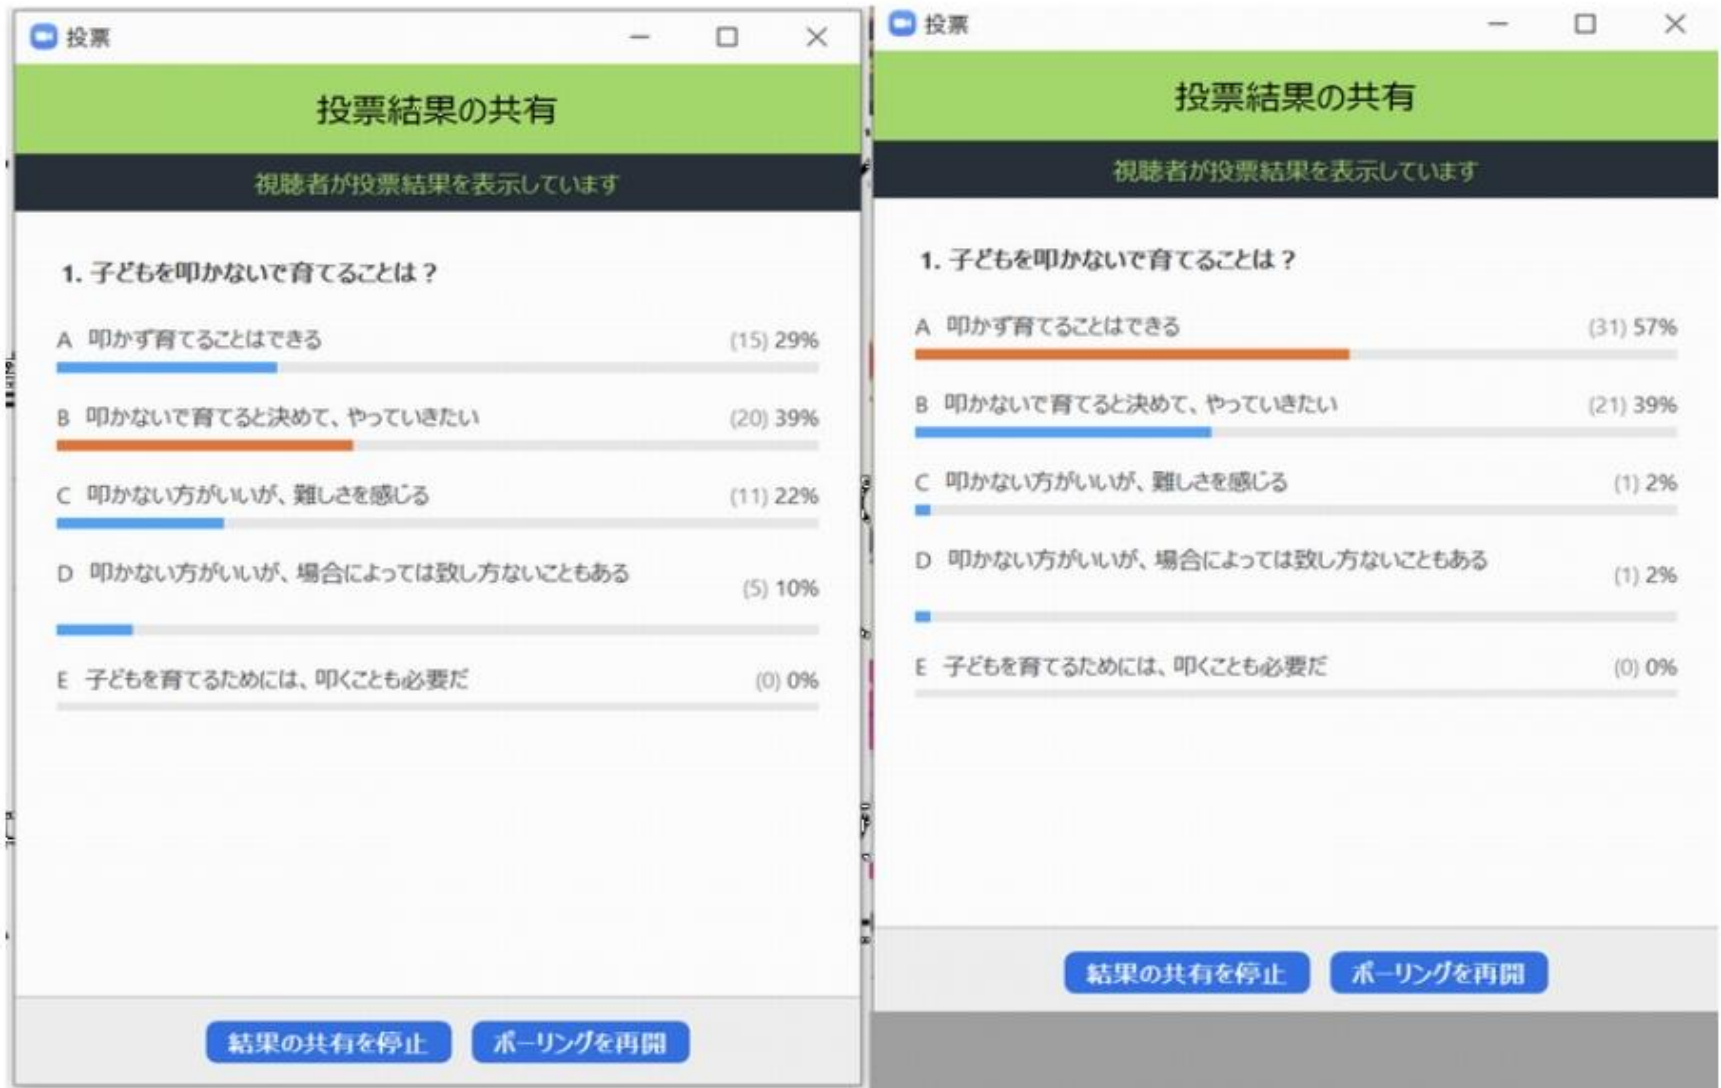 投票
投票結果の共有
視聴者が投票結果を表示しています
1. 子どもを叩かないで育てることは？
A 叩かず育てることはできる (15) 29%
B 叩かないで育てると決めて、やっていきたい (20) 39%
C 叩かない方がいいが、難しさを感じる (11) 22%
D 叩かない方がいいが、場合によっては致し方ないこともある (5) 10%
E 子どもを育てるためには、叩くことも必要だ (0) 0%
結果の共有を停止 ポーリングを再開
投票
投票結果の共有
視聴者が投票結果を表示しています
1. 子どもを叩かないで育てることは？
A 叩かず育てることはできる (31) 57%
B 叩かないで育てると決めて、やっていきたい (21) 39%
C 叩かない方がいいが、難しさを感じる (1) 2%
D 叩かない方がいいが、場合によっては致し方ないこともある (1) 2%
E 子どもを育てるためには、叩くことも必要だ (0) 0%
結果の共有を停止 ポーリングを再開